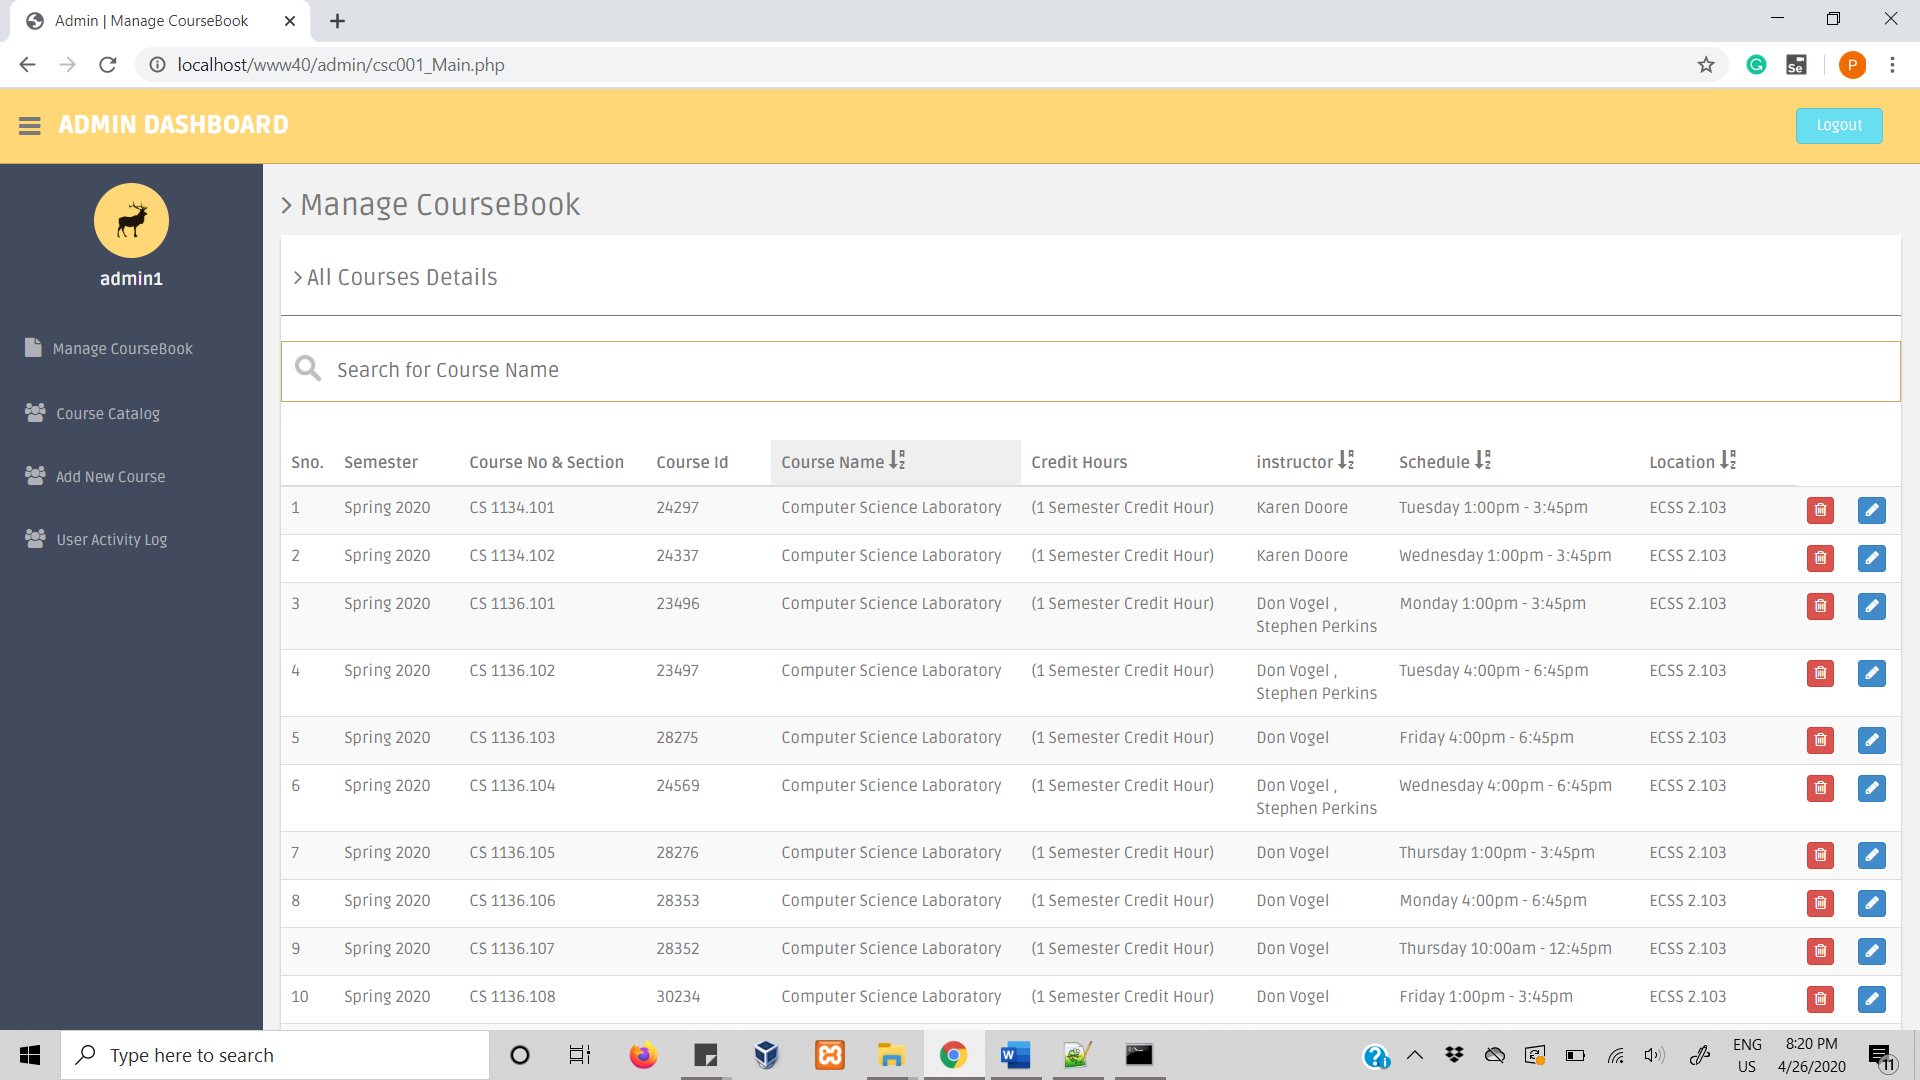 Admin | Manage CourseBook
localhost/www40/admin/csc001_Main.php
Se
P
ADMIN DASHBOARD
Logout
admin1
Manage CourseBook
Course Catalog
Add New Course
User Activity Log
> Manage CourseBook
> All Courses Details
Search for Course Name
Sno. Semester Course No & Section Course Id Course Name Credit Hours instructor Schedule Location
1 Spring 2020 CS 1134.101 24297 Computer Science Laboratory (1 Semester Credit Hour) Karen Doore Tuesday 1:00pm - 3:45pm ECSS 2.103
2 Spring 2020 CS 1134.102 24337 Computer Science Laboratory (1 Semester Credit Hour) Karen Doore Wednesday 1:00pm - 3:45pm ECSS 2.103
3 Spring 2020 CS 1136.101 23496 Computer Science Laboratory (1 Semester Credit Hour) Don Vogel , Monday 1:00pm - 3:45pm ECSS 2.103
Stephen Perkins
4 Spring 2020 CS 1136.102 23497 Computer Science Laboratory (1 Semester Credit Hour) Don Vogel , Tuesday 4:00pm - 6:45pm ECSS 2.103
Stephen Perkins
5 Spring 2020 CS 1136.103 28275 Computer Science Laboratory (1 Semester Credit Hour) Don Vogel Friday 4:00pm - 6:45pm ECSS 2.103
6 Spring 2020 CS 1136.104 24569 Computer Science Laboratory (1 Semester Credit Hour) Don Vogel , Wednesday 4:00pm - 6:45pm ECSS 2.103
Stephen Perkins
7 Spring 2020 CS 1136.105 28276 Computer Science Laboratory (1 Semester Credit Hour) Don Vogel Thursday 1:00pm - 3:45pm ECSS 2.103
8 Spring 2020 CS 1136.106 28353 Computer Science Laboratory (1 Semester Credit Hour) Don Vogel Monday 4:00pm - 6:45pm ECSS 2.103
9 Spring 2020 CS 1136.107 28352 Computer Science Laboratory (1 Semester Credit Hour) Don Vogel Thursday 10:00am - 12:45pm ECSS 2.103
10 Spring 2020 CS 1136.108 30234 Computer Science Laboratory (1 Semester Credit Hour) Don Vogel Friday 1:00pm - 3:45pm ECSS 2.103
Type here to search
ENG
US
8:20 PM
4/26/2020
11